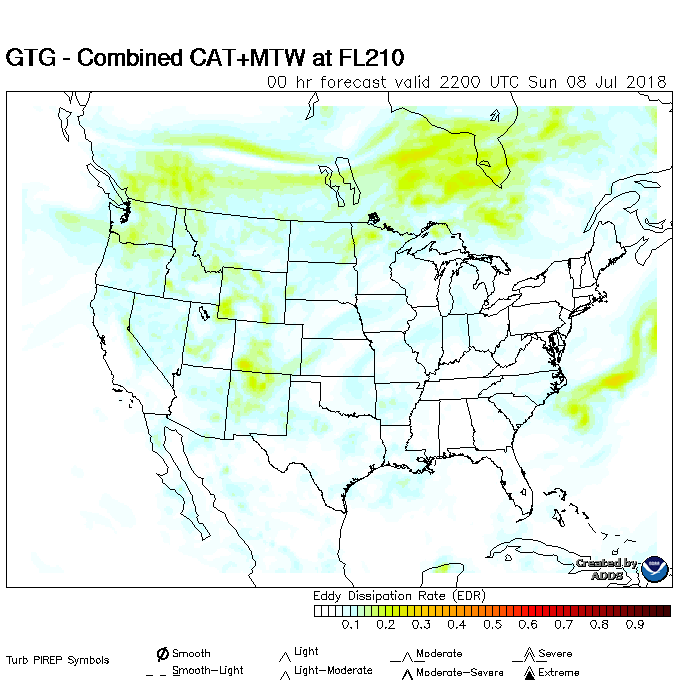 GTG - Combined CAT+MTW at FL210
00 hr forecast valid 2200 UTC Sun 08 Jul 2018
Created by
ADDS
Eddy Dissipation Rate (EDR)
0.1 0.2 0.3 0.4 0.5 0.6 0.7 0.8 0.9
Turb PIREP Symbols
Smooth Light Moderate Severe
Smooth-Light Light-Moderate Moderate-Severe Extreme